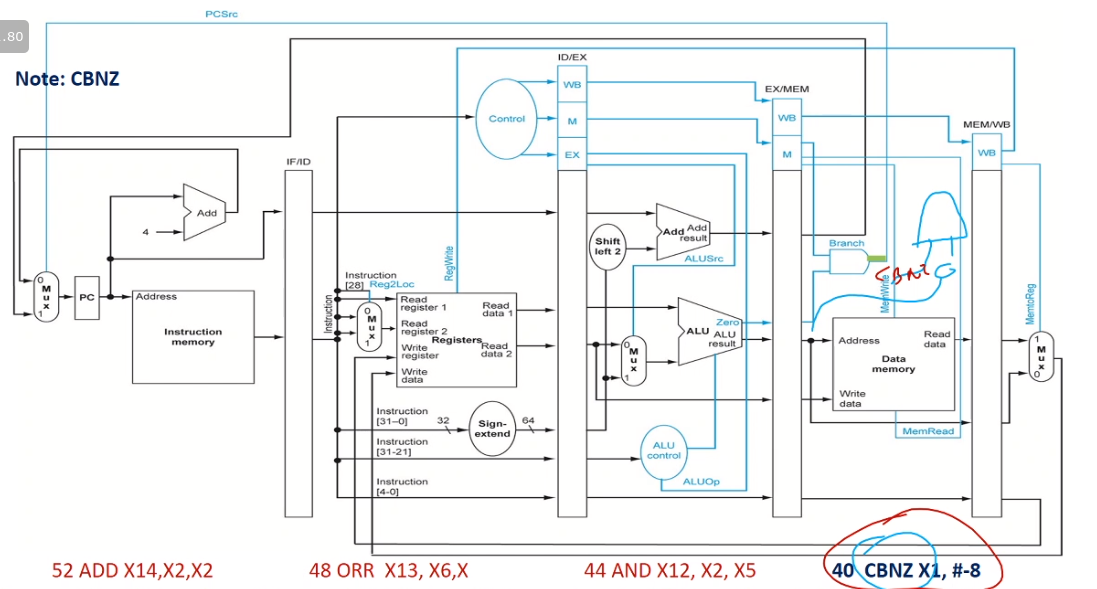 PCSrc
.80
Note: CBNZ
ID/EX
WB
EX/MEM
Control
M
WB
MEM/WB
EX
M
WB
IF/ID
Add
4
Shift
left 2
Add Add
result
ALUSrc
Branch
CBNZ
RegWrite
MemWrite
MemtoReg
Instruction
[28] Reg2Loc
0
M
u
x
1
PC
Address
Instruction
memory
Instruction
0
M
u
x
1
Read
register 1
Read
register 2
Write
register
Write
data
Registers
Read
data 1
Read
data 2
0
M
u
x
1
Zero
ALU ALU
result
Address
Read
data
Data
memory
Write
data
1
M
u
x
0
MemRead
Instruction
[31–0]
32
Sign-
extend
64
Instruction
[31-21]
ALU
control
Instruction
[4-0]
ALUOp
52 ADD X14,X2,X2
48 ORR X13, X6,X
44 AND X12, X2, X5
40 CBNZ X1, #-8